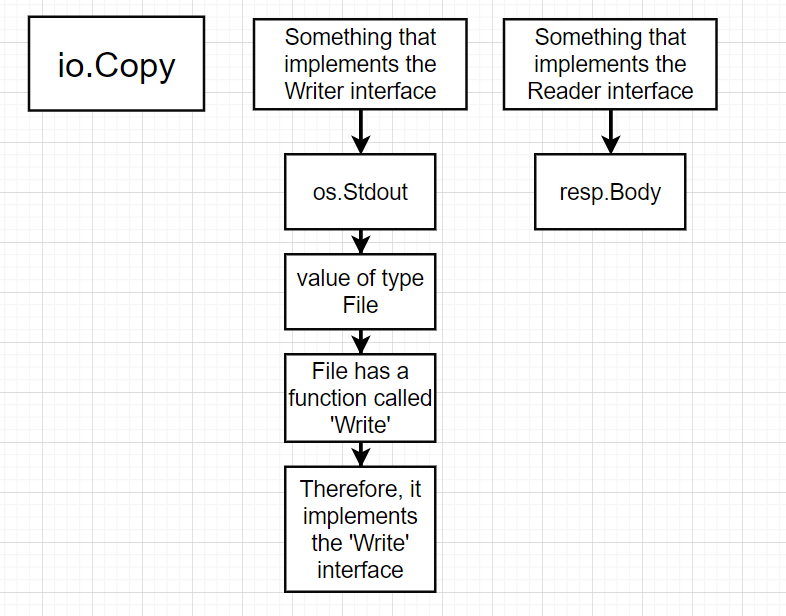 io.Copy
Something that
implements the
Writer interface
Something that
implements the
Reader interface
os.Stdout
resp.Body
value of type
File
File has a
function called
'Write'
Therefore, it
implements
the 'Write'
interface